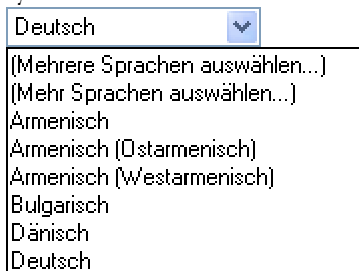 Deutsch
(Mehrere Sprachen auswählen...)
(Mehr Sprachen auswählen...)
Armenisch
Armenisch (Ostarmenisch)
Armenisch (Westarmenisch)
Bulgarisch
Dänisch
Deutsch